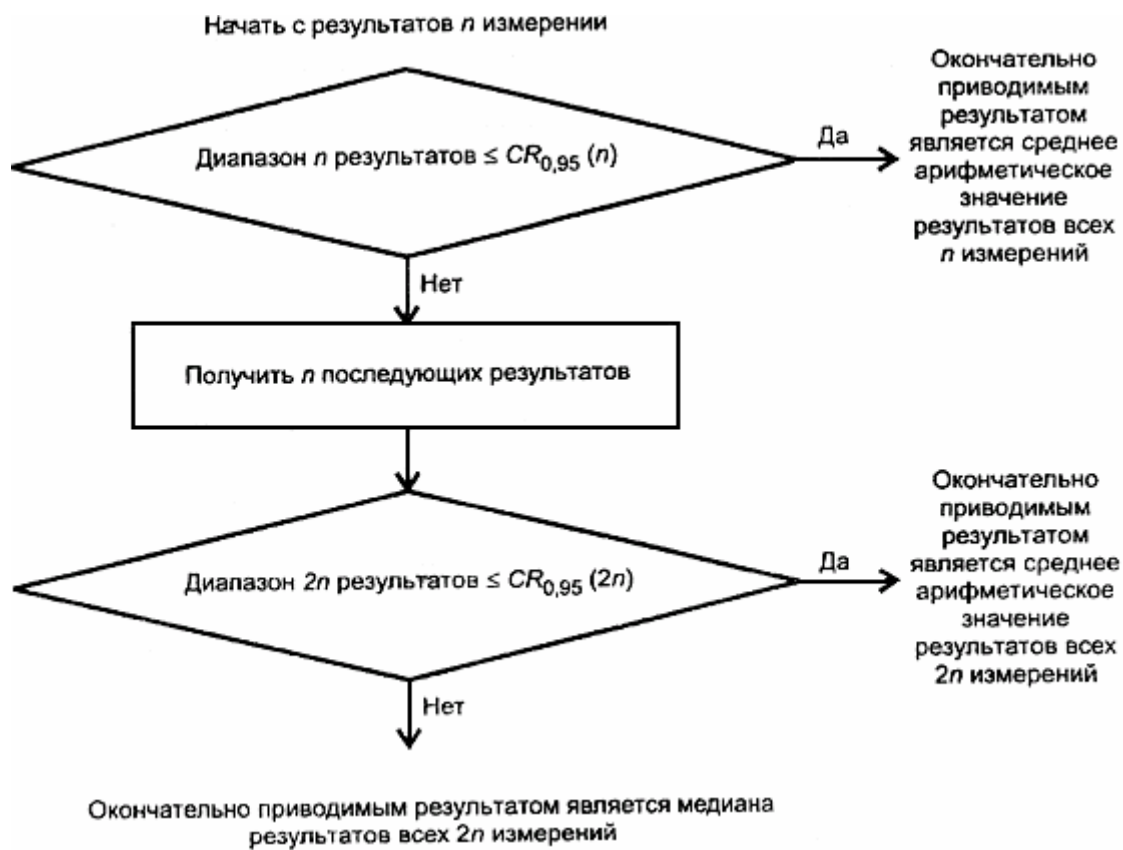 Начать с результатов n измерении
Диапазон n результатов ≤ CR0,95 (n)
Да
Окончательно
приводимым
результатом
является среднее
арифметическое
значение
результатов всех
n измерений
Нет
Получить n последующих результатов
Диапазон 2n результатов ≤ CR0,95 (2n)
Да
Окончательно
приводимым
результатом
является среднее
арифметическое
значение
результатов всех
2n измерений
Нет
Окончательно приводимым результатом является медиана
результатов всех 2n измерений